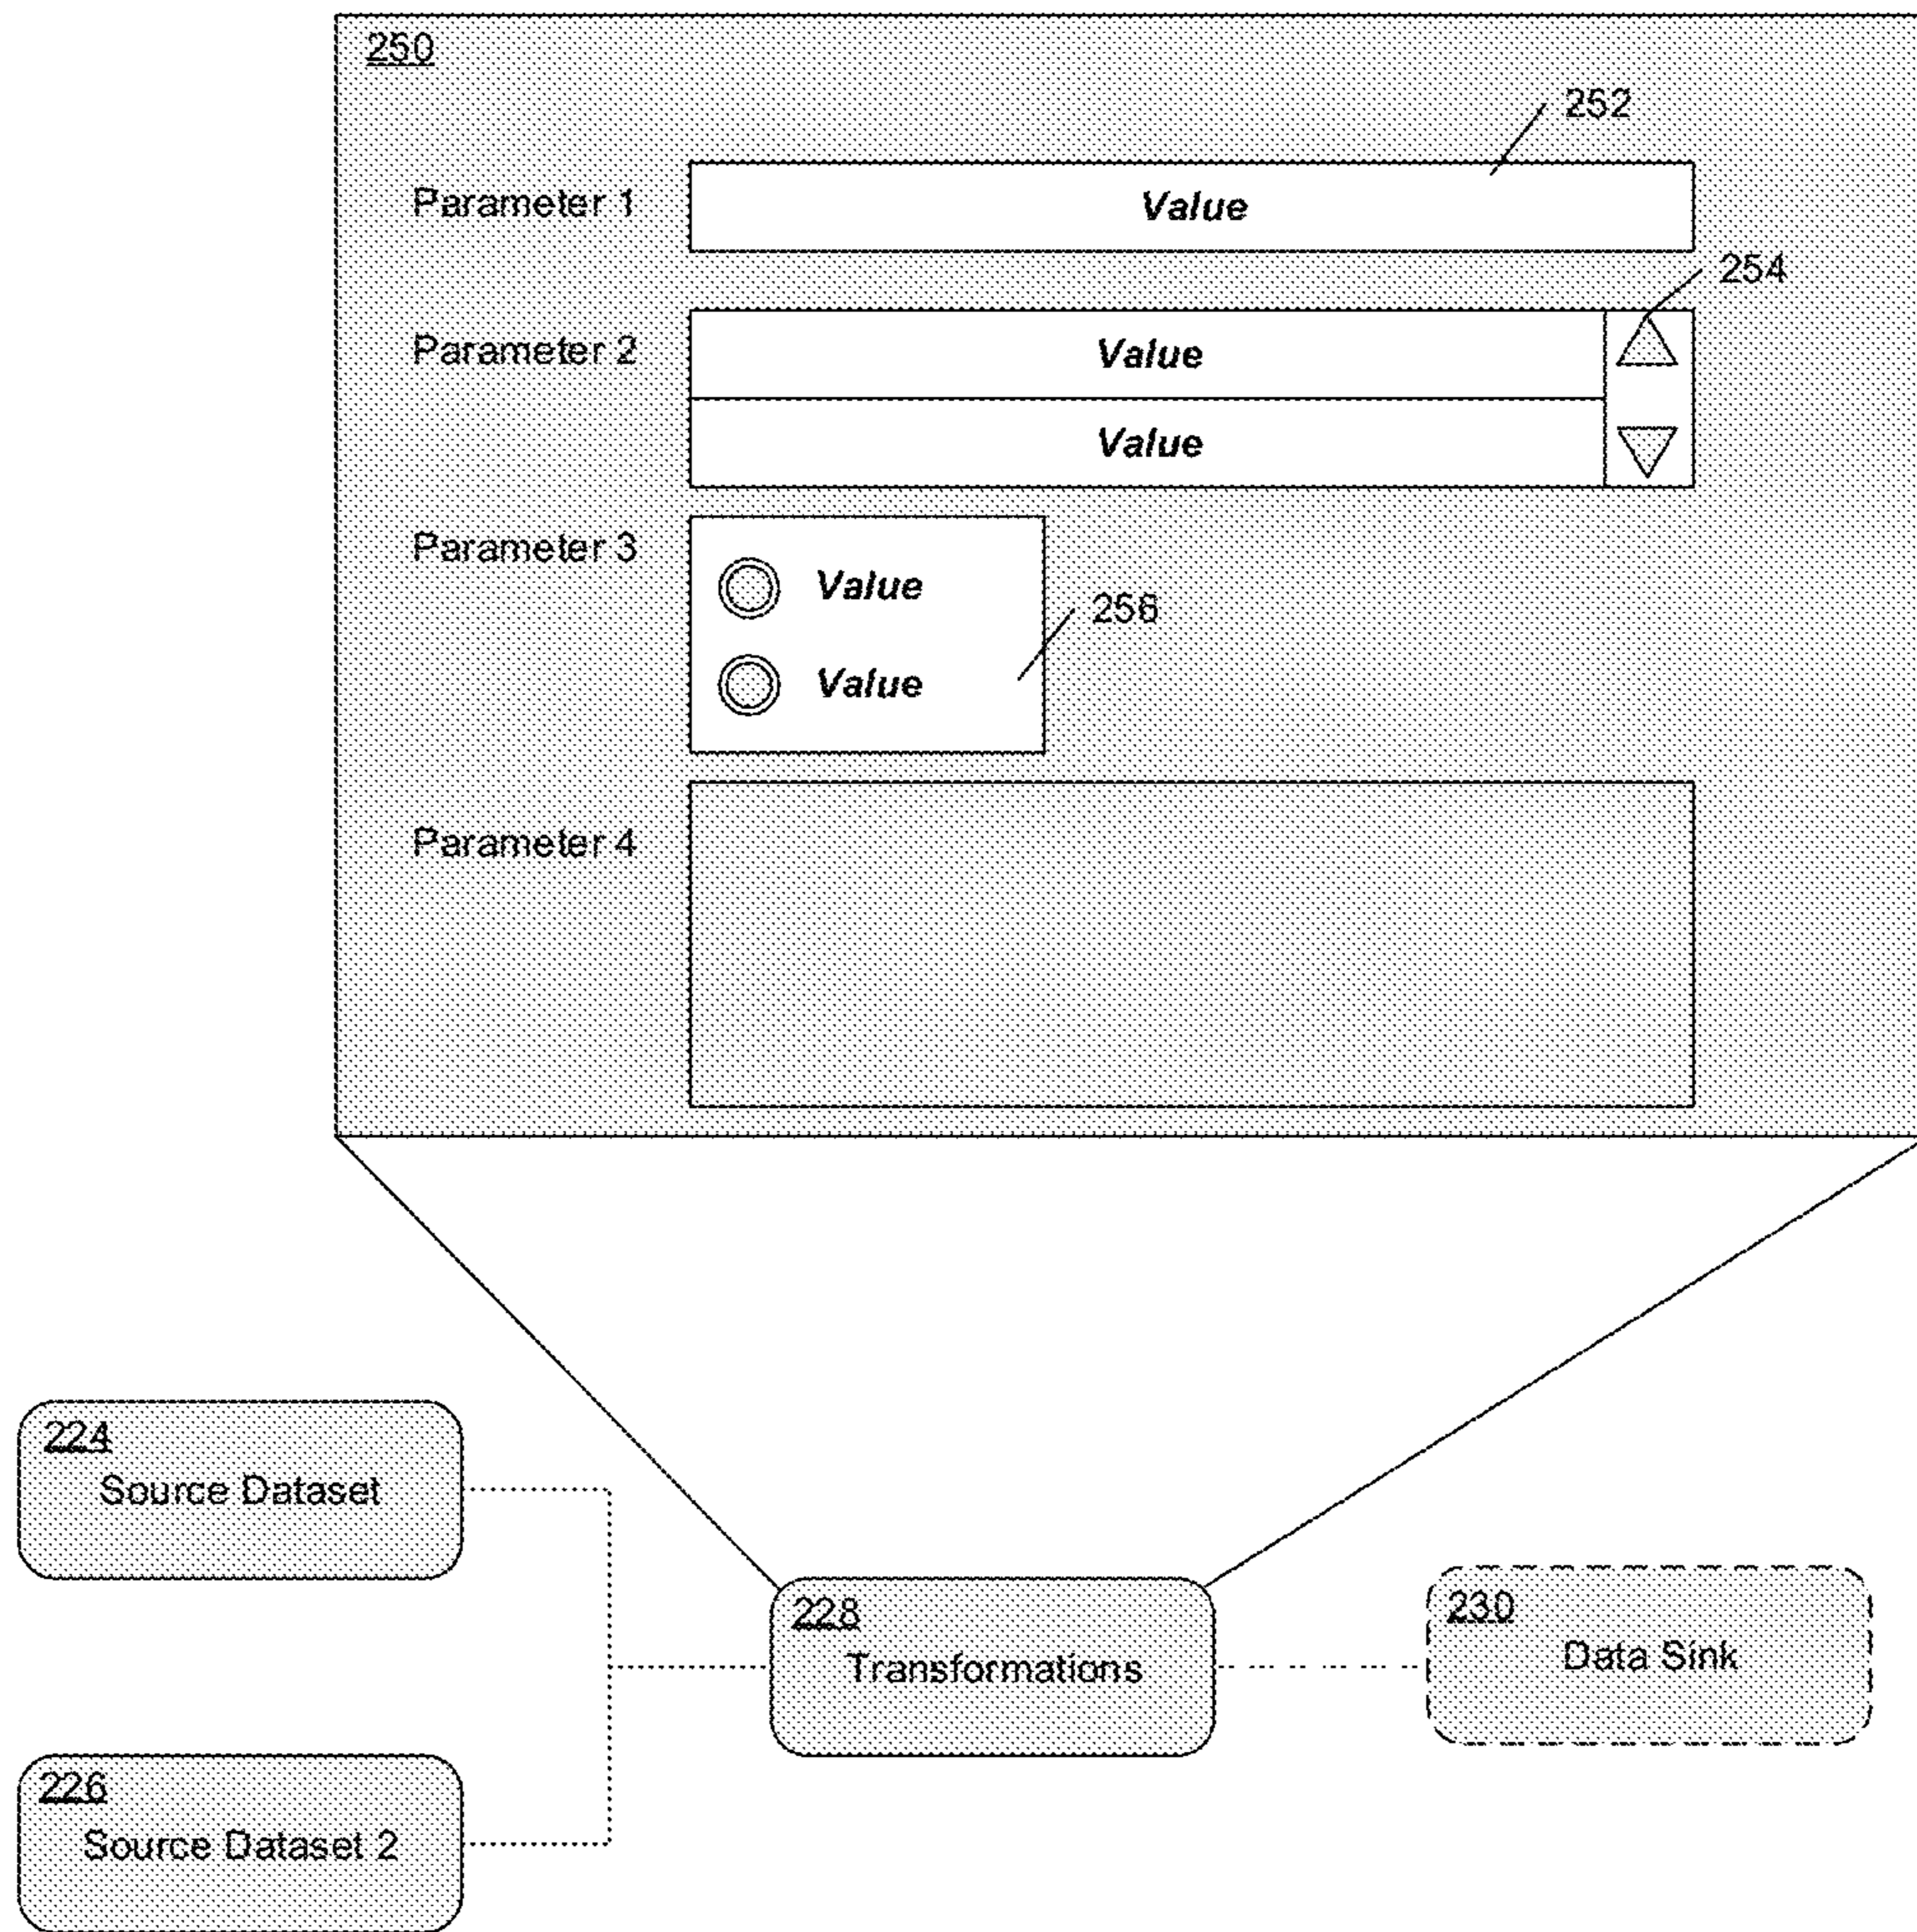 250
252
Parameter 1 Value
254
Parameter 2 Value
Value
Parameter 3
Value
256
Value
Parameter 4
224
Source Dataset
228
Transformations
230
Data Sink
226
Source Dataset 2